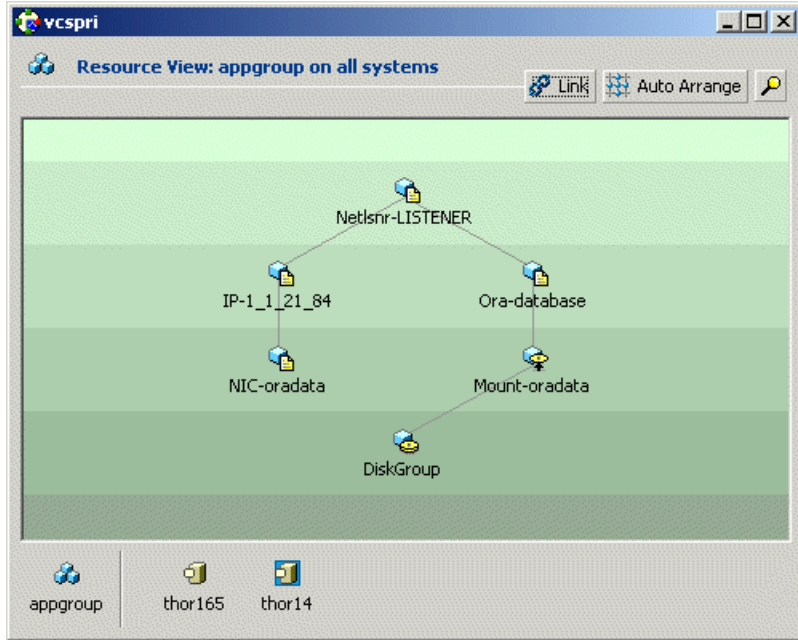 vcspri
Resource View: appgroup on all systems
Link
Auto Arrange
Netlsnr-LISTENER
IP-1_1_21_84
Ora-database
NIC-oradata
Mount-oradata
DiskGroup
appgroup
thor165
thor14